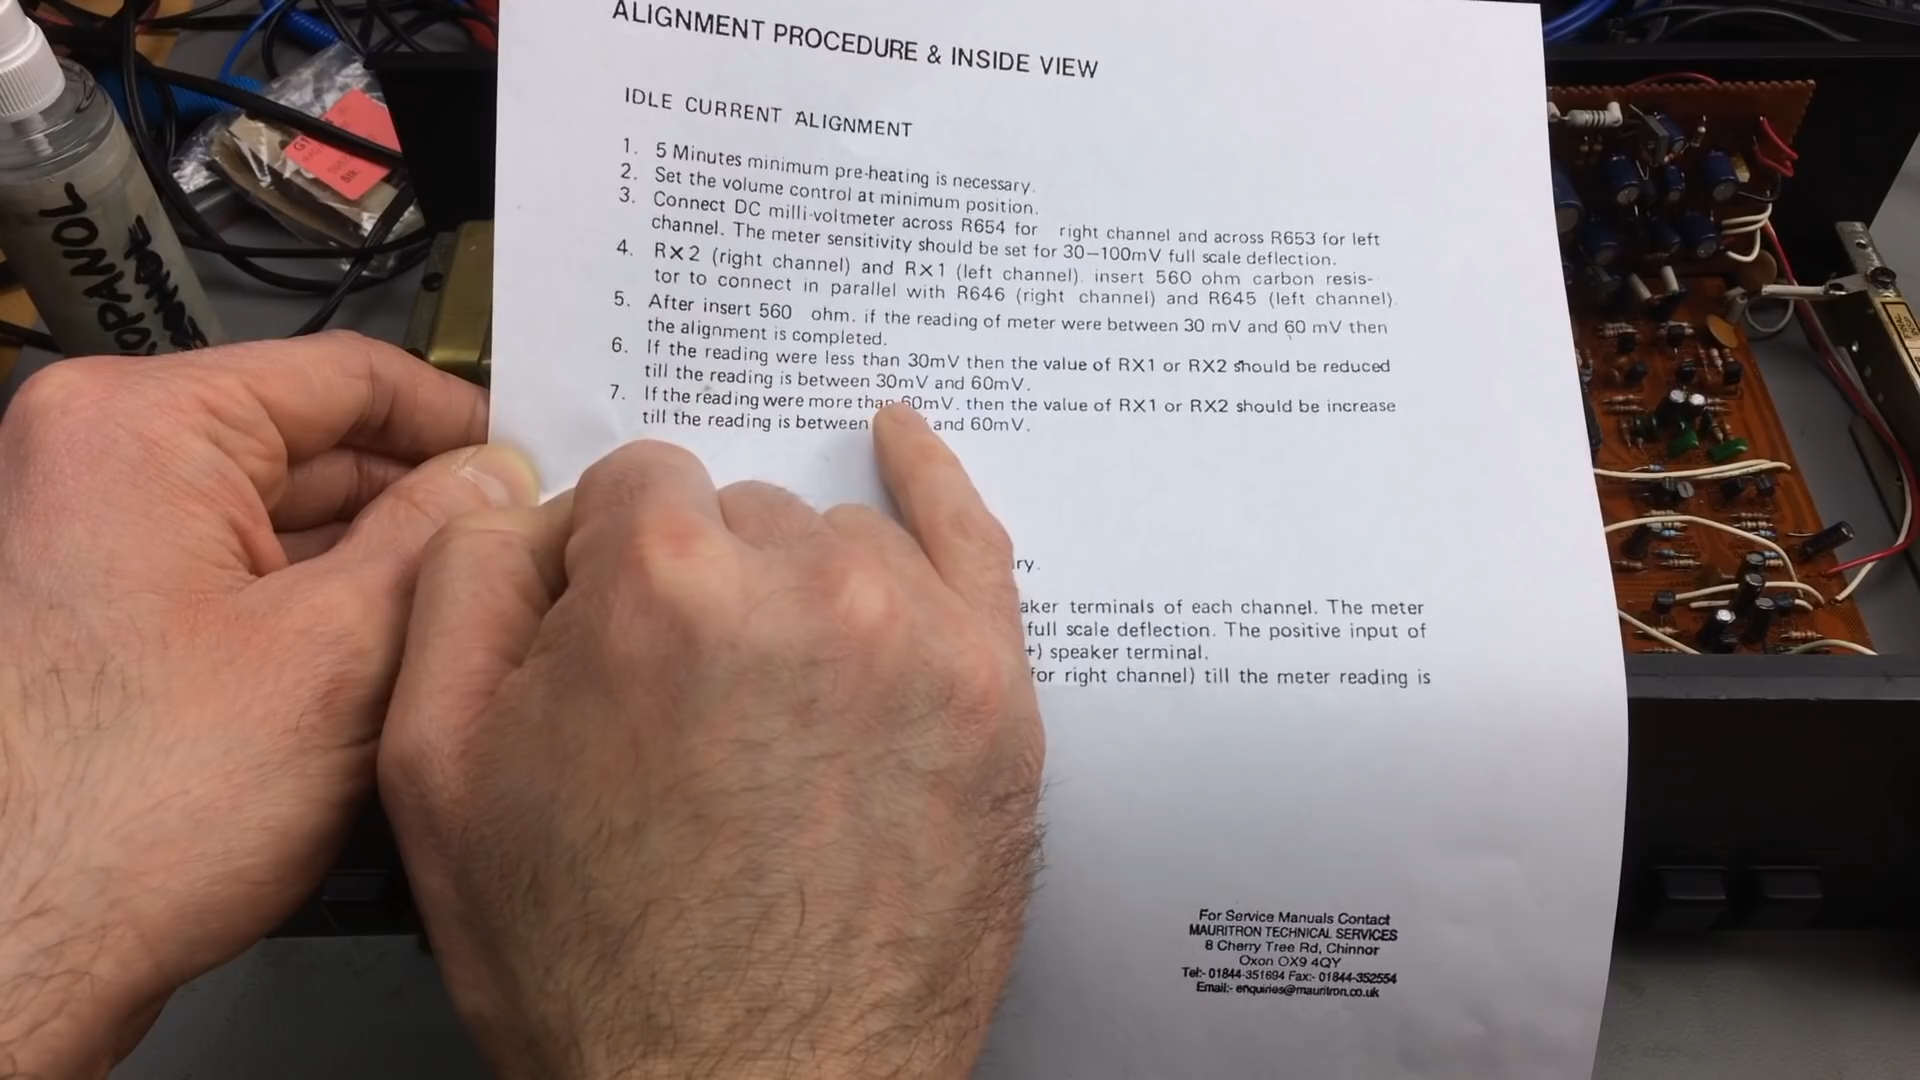 ALIGNMENT PROCEDURE & INSIDE VIEW
IDLE CURRENT ALIGNMENT
1. 5 Minutes minimum pre-heating is necessary.
2. Set the volume control at minimum position.
3. Connect DC milli-voltmeter across R654 for right channel and across R653 for left
channel. The meter sensitivity should be set for 30–100mV full scale deflection.
4. RX2 (right channel) and RX1 (left channel). insert 560 ohm carbon resis-
tor to connect in parallel with R646 (right channel) and R645 (left channel).
5. After insert 560 ohm. if the reading of meter were between 30 mV and 60 mV then
the alignment is completed.
6. If the reading were less than 30mV then the value of RX1 or RX2 should be reduced
till the reading is between 30mV and 60mV.
7. If the reading were more than 60mV. then the value of RX1 or RX2 should be increase
till the reading is between and 60mV.
ry.
aker terminals of each channel. The meter
full scale deflection. The positive input of
+) speaker terminal.
for right channel) till the meter reading is
For Service Manuals Contact
MAURITRON TECHNICAL SERVICES
8 Cherry Tree Rd, Chinnor
Oxon OX9 4QY
Tel:- 01844-351694 Fax:- 01844-352554
Email:- enquiries@mauritron.co.uk
OPANOL